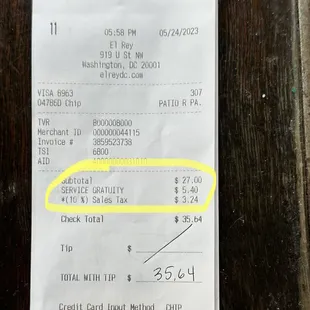 11
05:58 PM 05/24/2023
El Rey
919 U St NW
Washington, DC 20001
elreydc.com
VISA 8963 307
04786D Chip PATIO R PA.
TVR 8000008000
Merchant ID 000000044115
Invoice # 3859523738
TSI 6800
AID
Subtotal $ 27.00
SERVICE GRATUITY $ 5.40
*(10 %) Sales Tax $ 3.24
Check Total $ 35.64
Tip $
TOTAL WITH TIP $ 35,64
Credit Card Input Method CHIP